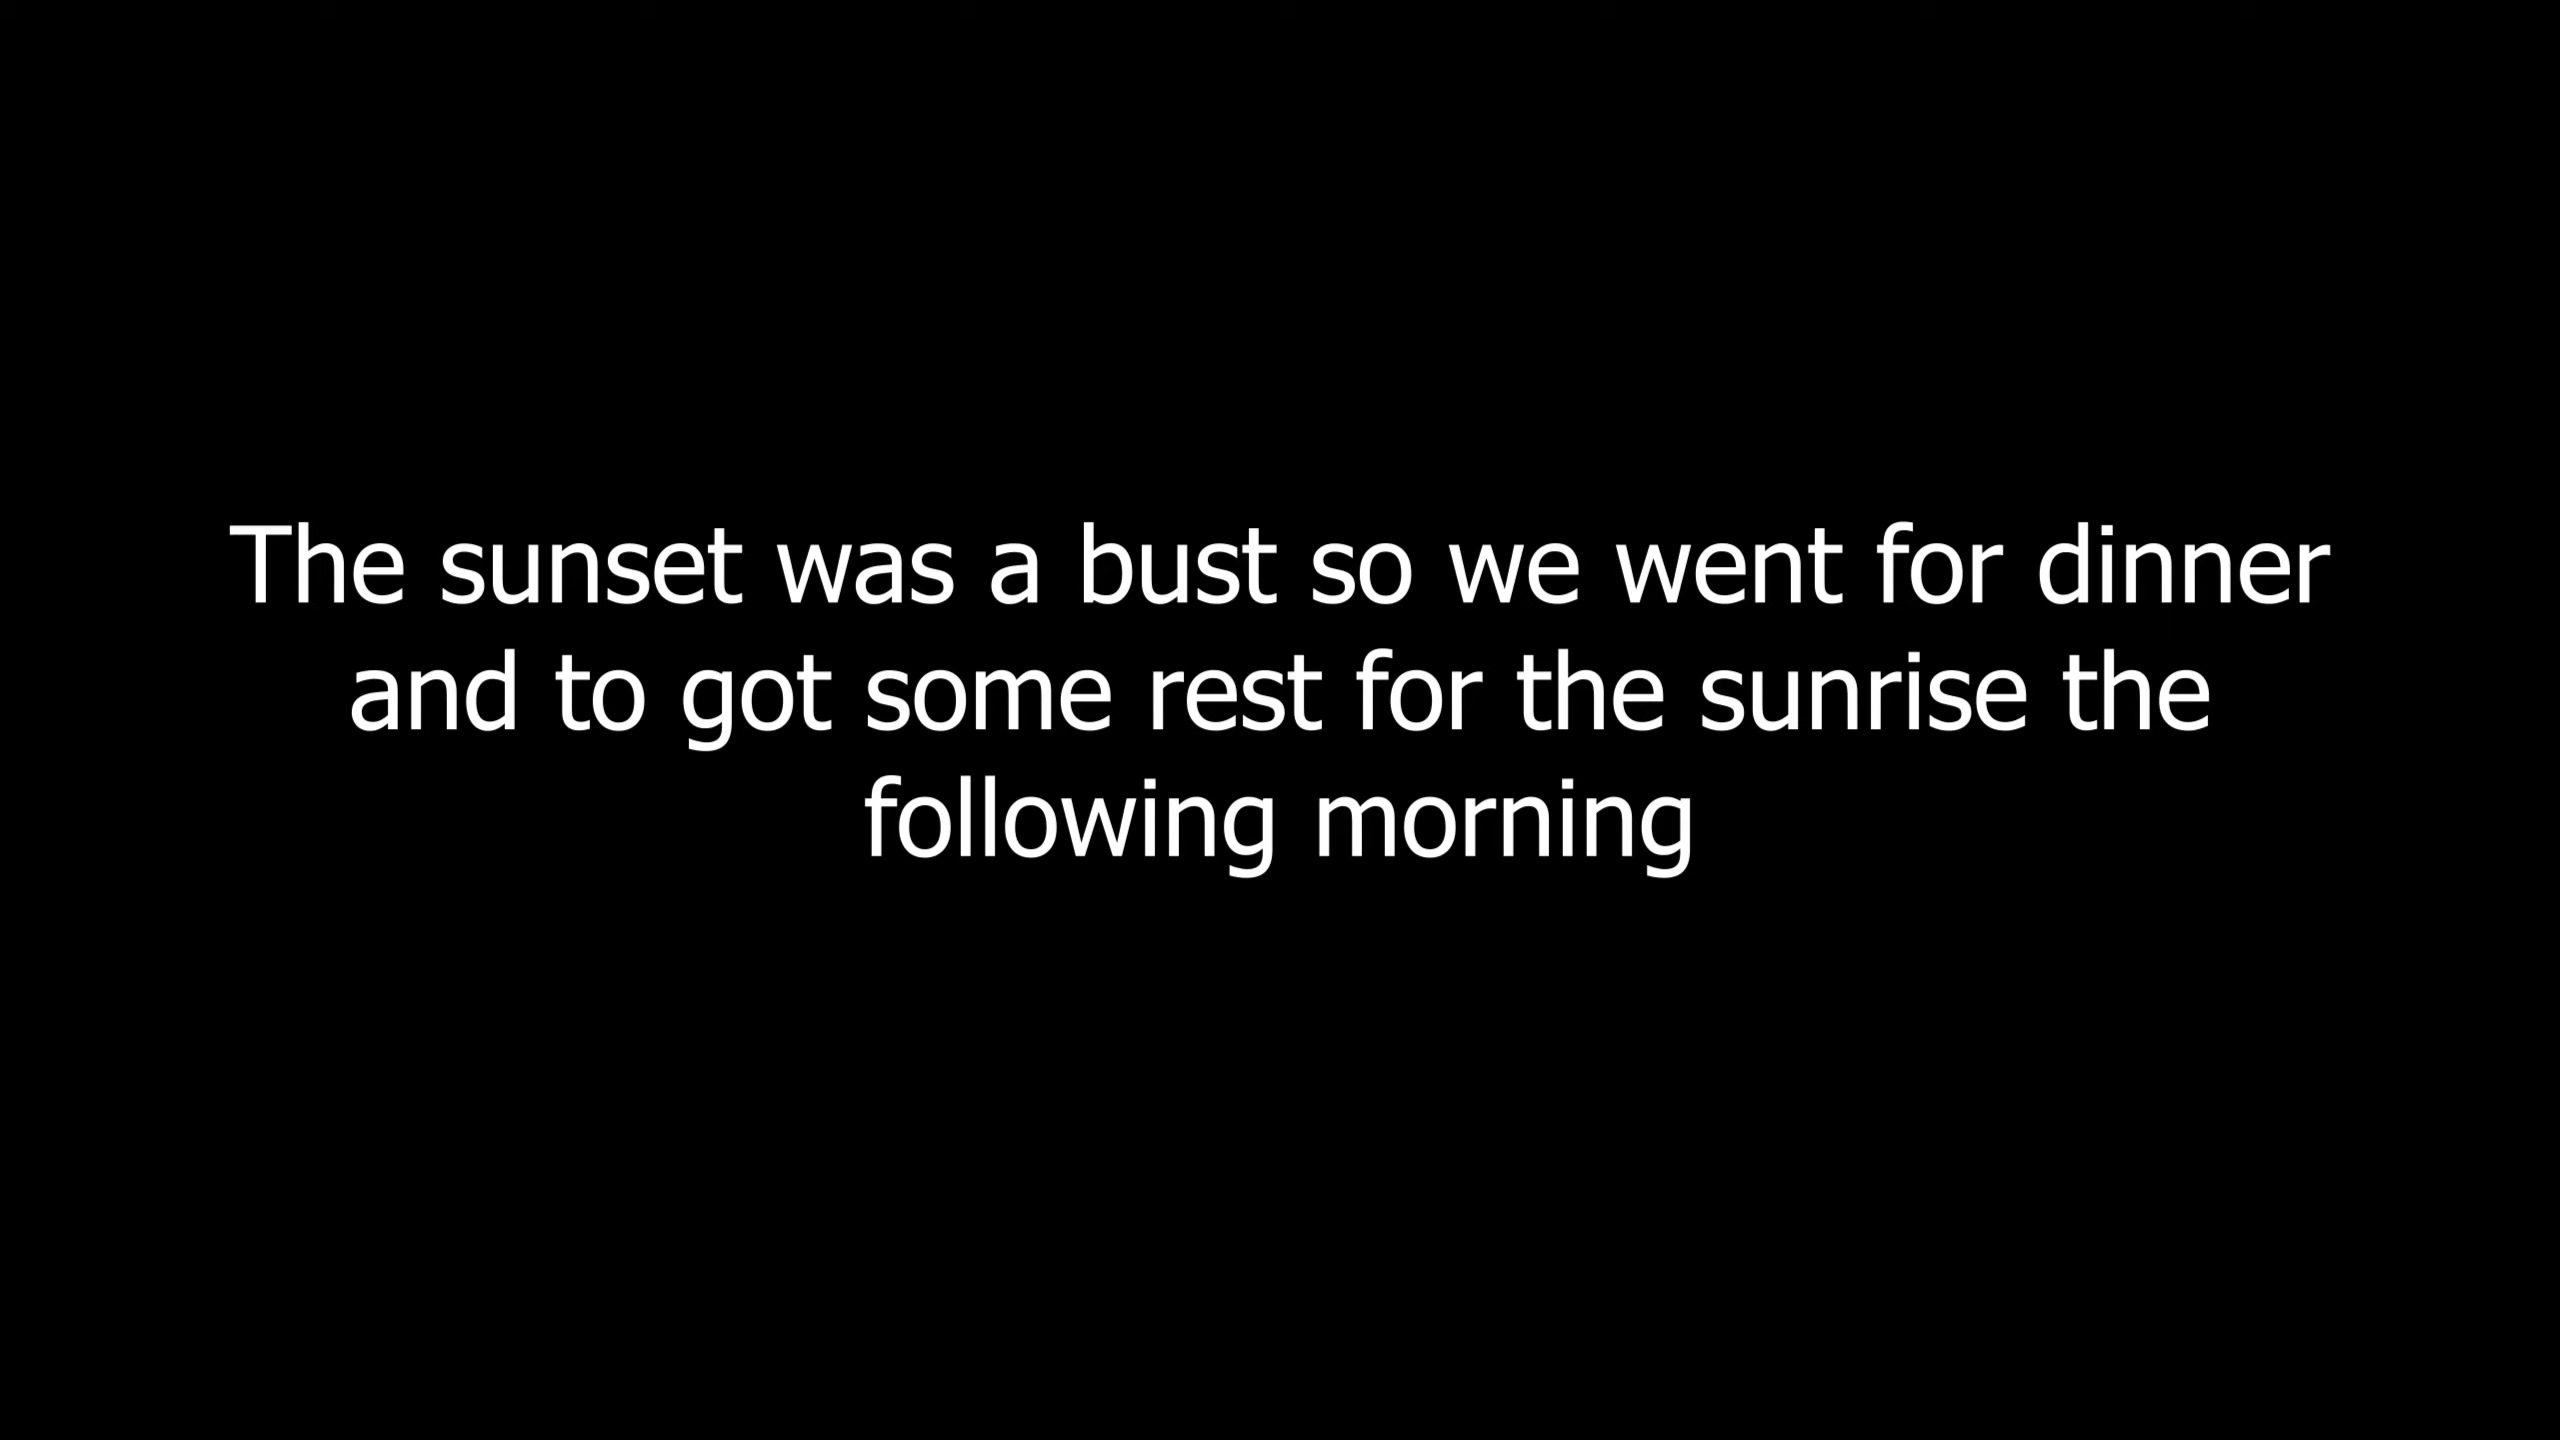 The sunset was a bust so we went for dinner
and to got some rest for the sunrise the
following morning